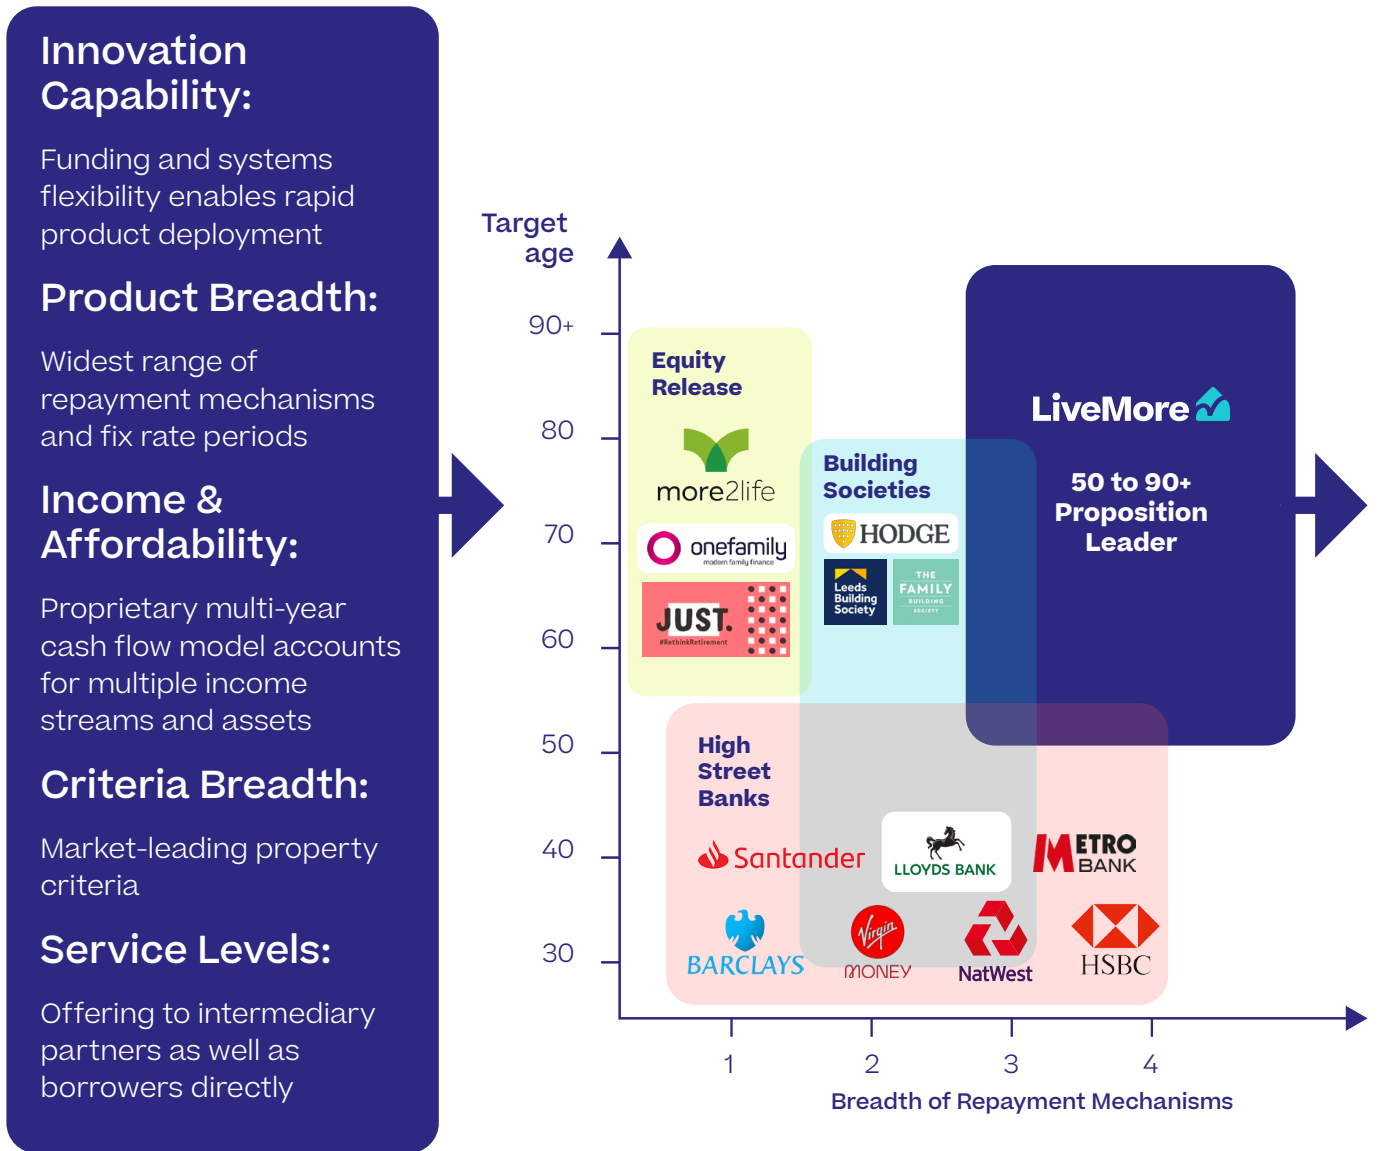 Innovation
Capability:
Funding and systems
flexibility enables rapid
product deployment
Product Breadth:
Widest range of
repayment mechanisms
and fix rate periods
Income &
Affordability:
Proprietary multi-year
cash flow model accounts
for multiple income
streams and assets
Criteria Breadth:
Market-leading property
criteria
Service Levels:
Offering to intermediary
partners as well as
borrowers directly
Target
age
90+
80
70
60
50
40
30
Equity
Release
more2life
onefamily
modern family finance
JUST.
#RethinkRetirement
Building
Societies
HODGE
Leeds
Building
Society
THE
FAMILY
BUILDING
SOCIETY
LiveMore
50 to 90+
Proposition
Leader
High
Street
Banks
Santander
LLOYDS BANK
METRO
BANK
BARCLAYS
Virgin
MONEY
NatWest
HSBC
1
2
3
4
Breadth of Repayment Mechanisms